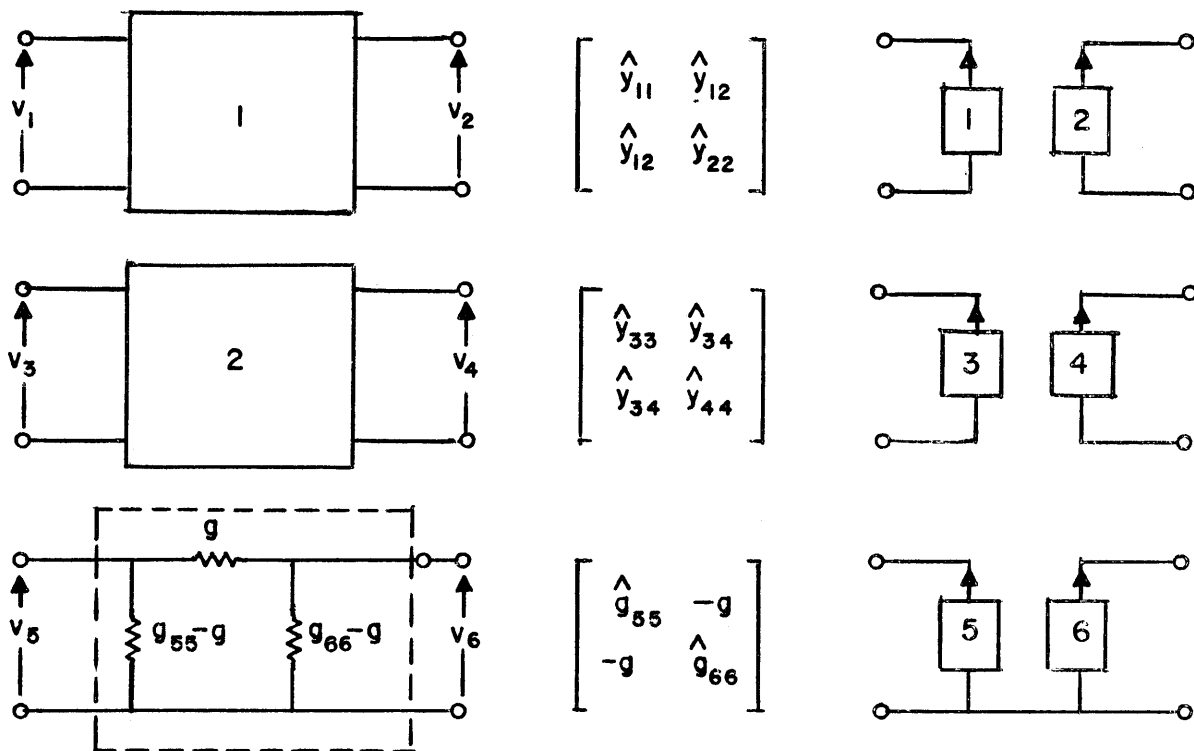 V₁ 1 V₂
ŷ₁₁ ŷ₁₂
ŷ₁₂ ŷ₂₂
1 2
V₃ 2 V₄
ŷ₃₃ ŷ₃₄
ŷ₃₄ ŷ₄₄
3 4
g
V₅ g₅₅-g g₆₆-g V₆
ĝ₅₅ -g
-g ĝ₆₆
5 6